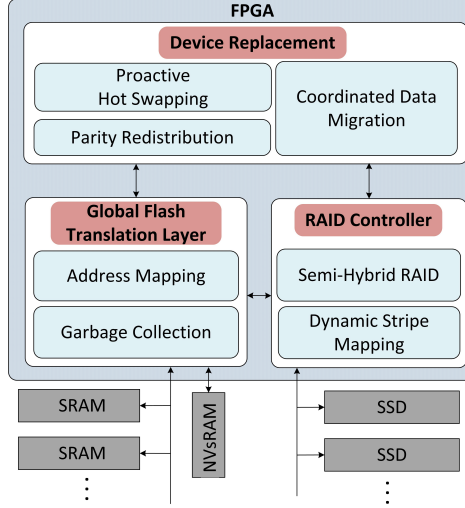 FPGA
Device Replacement
Proactive
Hot Swapping
Parity Redistribution
Coordinated Data
Migration
Global Flash
Translation Layer
Address Mapping
Garbage Collection
RAID Controller
Semi-Hybrid RAID
Dynamic Stripe
Mapping
SRAM
SRAM
NVsRAM
SSD
SSD